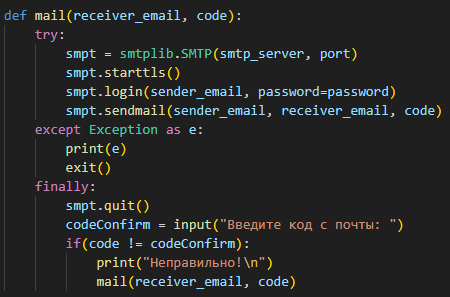 def mail(receiver_email, code):
    try:
        smpt = smtplib.SMTP(smtp_server, port)
        smpt.starttls()
        smpt.login(sender_email, password=password)
        smpt.sendmail(sender_email, receiver_email, code)
    except Exception as e:
        print(e)
        exit()
    finally:
        smpt.quit()
        codeConfirm = input("Введите код с почты: ")
        if(code != codeConfirm):
            print("Неправильно!\n")
            mail(receiver_email, code)